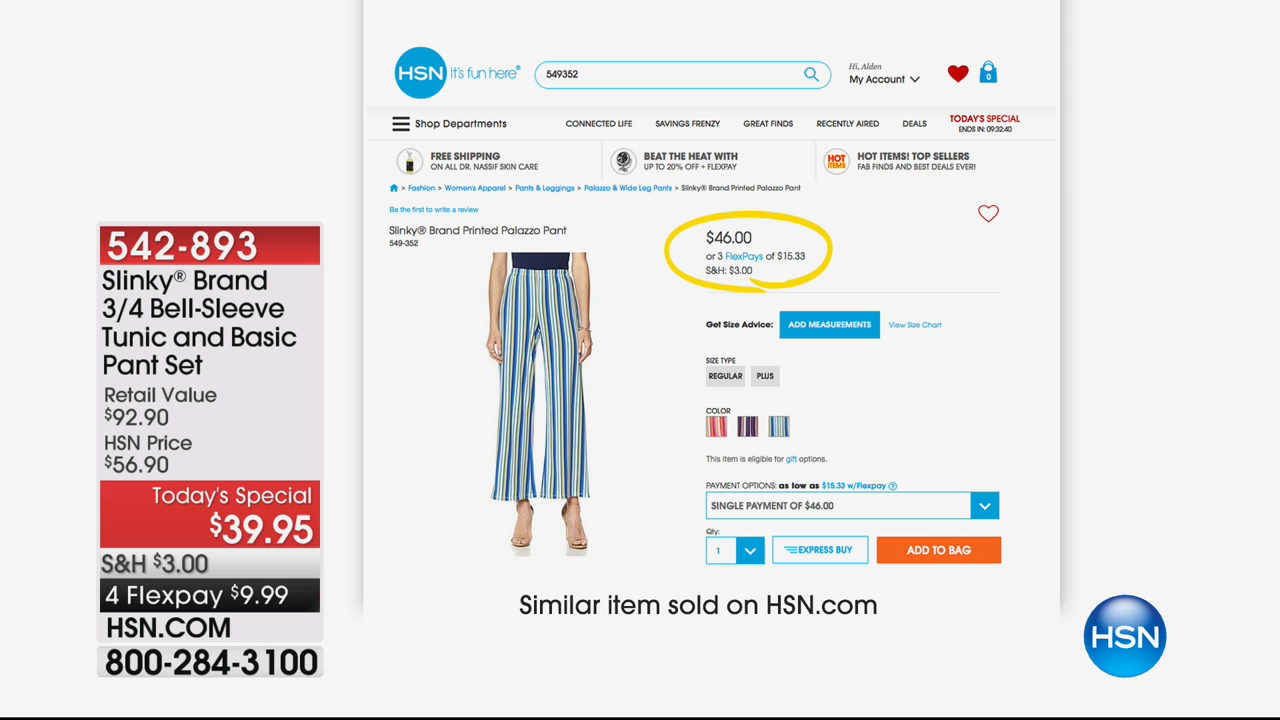 542-893
Slinky® Brand
3/4 Bell-Sleeve
Tunic and Basic
Pant Set
Retail Value
$92.90
HSN Price
$56.90
Today's Special
$39.95
S&H $3.00
4 Flexpay $9.99
HSN.COM
800-284-3100
HSN It's fun here®
549352
Hi, Alden
My Account
0
Shop Departments
CONNECTED LIFE
SAVINGS FRENZY
GREAT FINDS
RECENTLY AIRED
DEALS
TODAY'S SPECIAL
ENDS IN: 09:32:40
FREE SHIPPING
ON ALL DR. NASSIF SKIN CARE
BEAT THE HEAT WITH
UP TO 20% OFF + FLEXPAY
HOT ITEMS
HOT ITEMS! TOP SELLERS
FAB FINDS AND BEST DEALS EVER!
> Fashion > Women's Apparel > Pants & Leggings > Palazzo & Wide Leg Pants > Slinky® Brand Printed Palazzo Pant
Be the first to write a review
Slinky® Brand Printed Palazzo Pant
549-352
$46.00
or 3 FlexPays of $15.33
S&H: $3.00
Get Size Advice: ADD MEASUREMENTS View Size Chart
SIZE TYPE
REGULAR PLUS
COLOR
This item is eligible for gift options.
PAYMENT OPTIONS: as low as $15.33 w/Flexpay ?
SINGLE PAYMENT OF $46.00
Qty:
1 EXPRESS BUY ADD TO BAG
Similar item sold on HSN.com
HSN